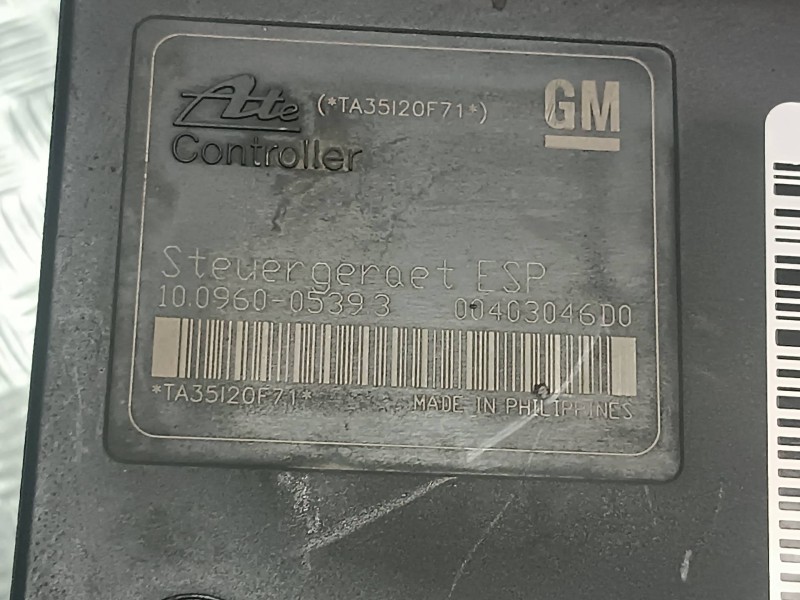 Ate (*TA35I20F71*) GM
Controller
Steuergeraet ESP
10.0960-0539.3 00403046D0
*TA35I20F71* MADE IN PHILIPPINES